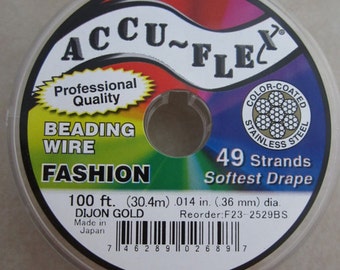 ACCU~FLEX®
Professional
Quality
COLOR-COATED
STAINLESS STEEL
BEADING
WIRE
FASHION
49 Strands
Softest Drape
100 ft. (30.4m) .014 in (.36 mm) dia.
DIJON GOLD
Reorder:F23-2529BS
Made in
Japan
7 46289 02689 7